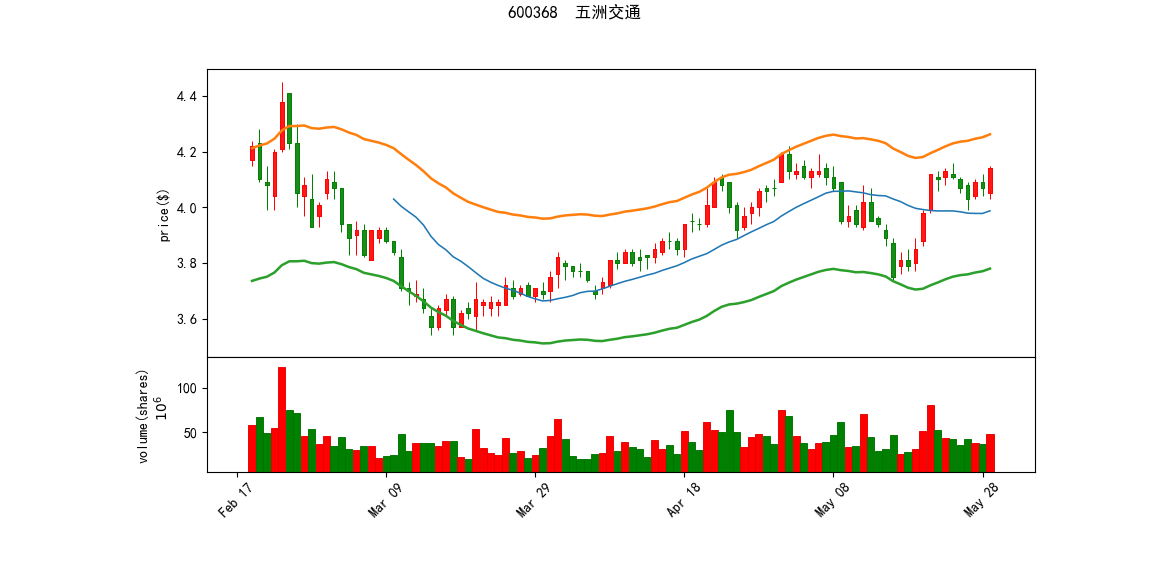 600368 五洲交通
price($)
4.4
4.2
4.0
3.8
3.6
volume(shares)
10^6
100
50
Feb 17
Mar 09
Mar 29
Apr 18
May 08
May 28